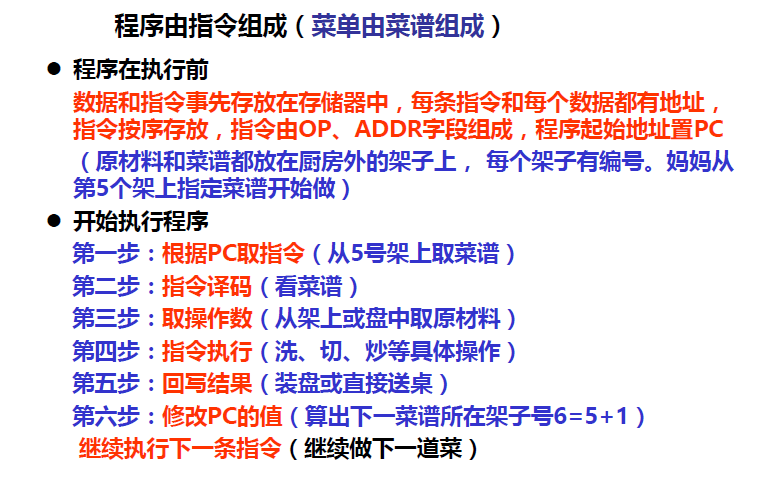 程序由指令组成（菜单由菜谱组成）
● 程序在执行前
数据和指令事先存放在存储器中，每条指令和每个数据都有地址，
指令按序存放，指令由OP、ADDR字段组成，程序起始地址置PC
（原材料和菜谱都放在厨房外的架子上， 每个架子有编号。妈妈从
第5个架上指定菜谱开始做）
● 开始执行程序
第一步：根据PC取指令（从5号架上取菜谱）
第二步：指令译码（看菜谱）
第三步：取操作数（从架上或盘中取原材料）
第四步：指令执行（洗、切、炒等具体操作）
第五步：回写结果（装盘或直接送桌）
第六步：修改PC的值（算出下一菜谱所在架子号6=5+1）
继续执行下一条指令（继续做下一道菜）